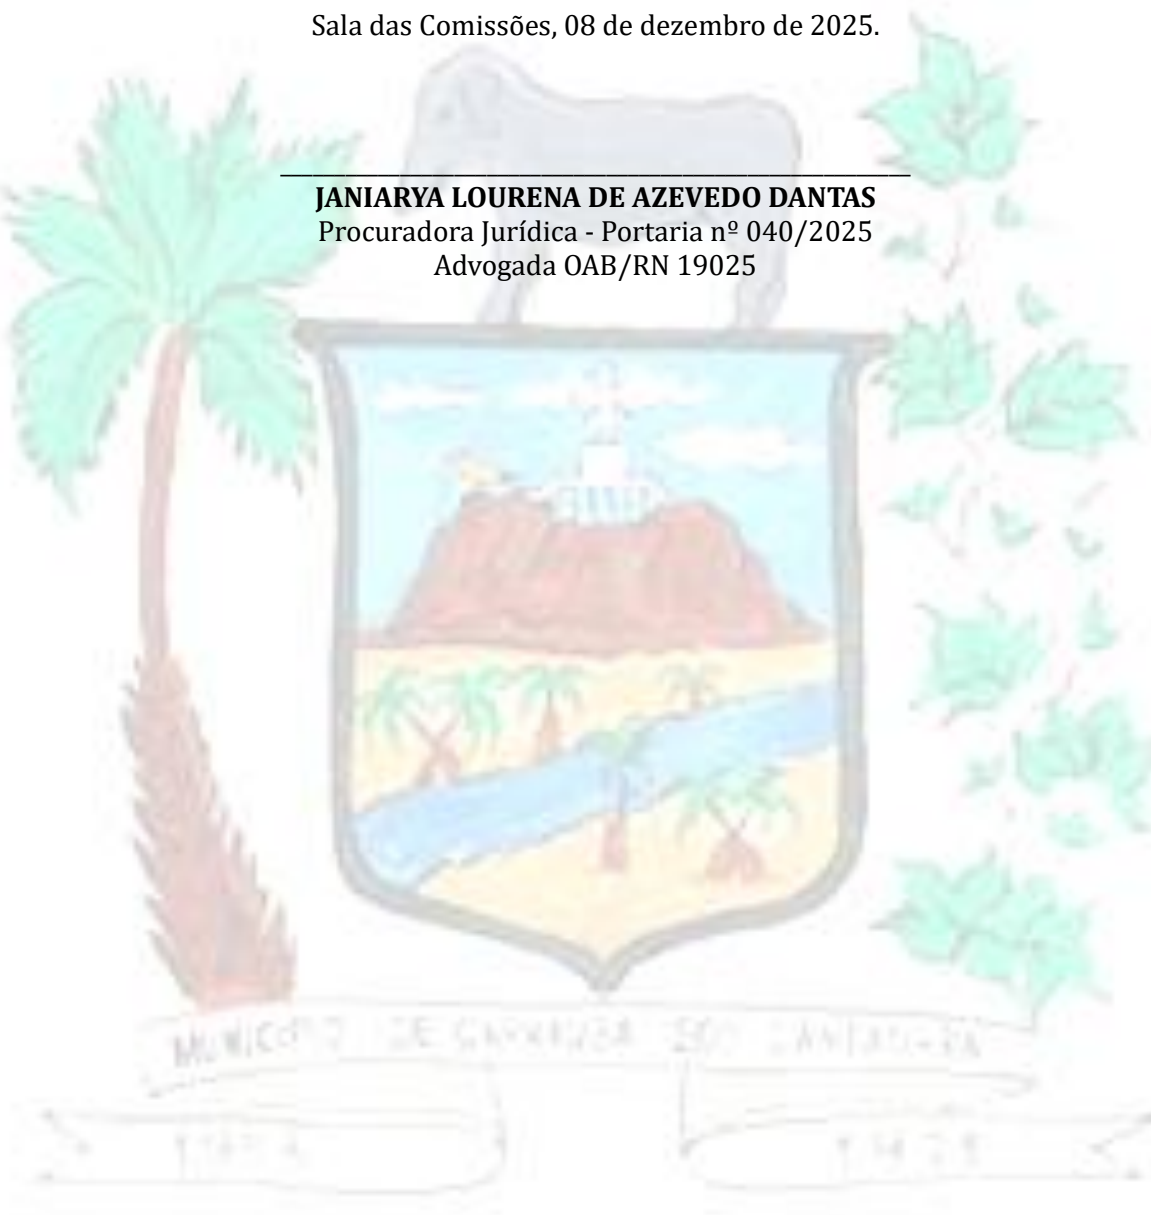 Sala das Comissões, 08 de dezembro de 2025.
JANIARYA LOURENA DE AZEVEDO DANTAS
Procuradora Jurídica - Portaria nº 040/2025
Advogada OAB/RN 19025
DE